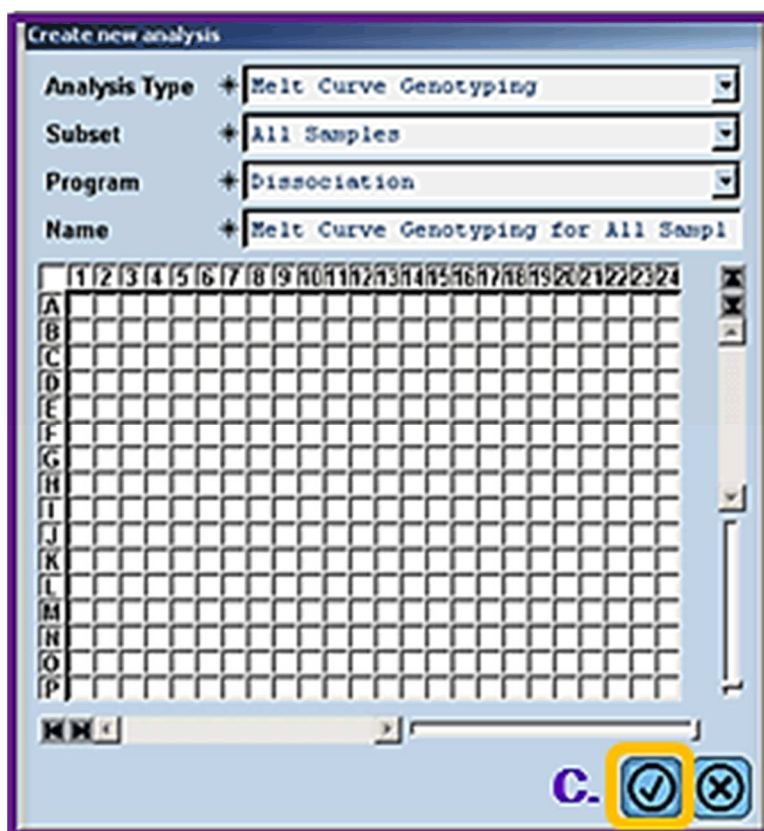 Create new analysis
Analysis Type * Melt Curve Genotyping
Subset * All Samples
Program * Dissociation
Name * Melt Curve Genotyping for All Sampl
1 2 3 4 5 6 7 8 9 10 11 12 13 14 15 16 17 18 19 20 21 22 23 24
A
B
C
D
E
F
G
H
I
J
K
L
M
N
O
P
C.